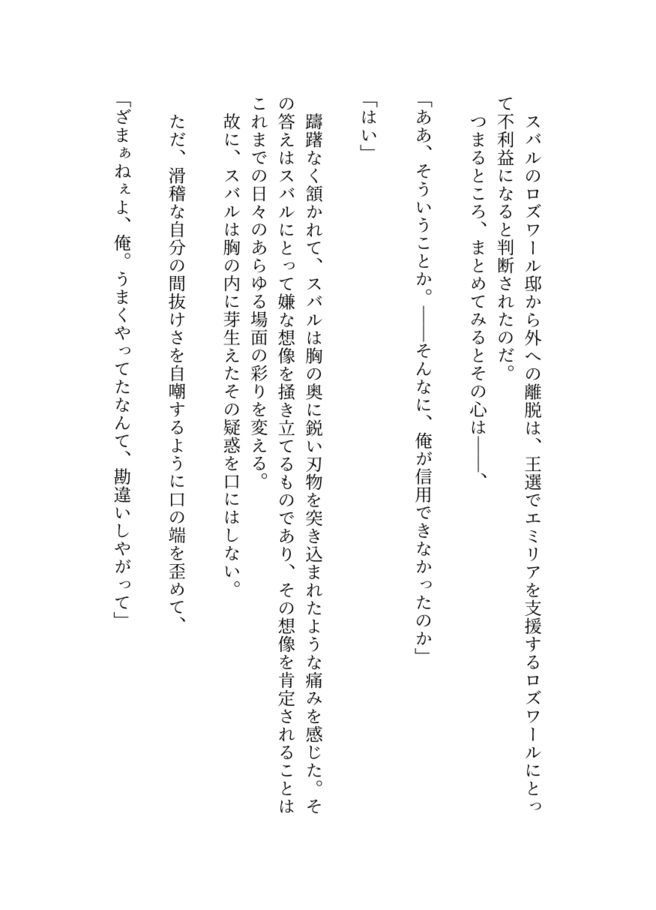 スバルのロズワール邸から外への離脱は、王選でエミリアを支援するロズワールにとっ
て不利益になると判断されたのだ。
つまるところ、まとめてみるとその心は――、
「ああ、そういうことか。――そんなに、俺が信用できなかったのか」
「はい」
躊躇なく頷かれて、スバルは胸の奥に鋭い刃物を突き込まれたような痛みを感じた。そ
の答えはスバルにとって嫌な想像を掻き立てるものであり、その想像を肯定されることは
これまでの日々のあらゆる場面の彩りを変える。
故に、スバルは胸の内に芽生えたその疑惑を口にはしない。
ただ、滑稽な自分の間抜けさを自嘲するように口の端を歪めて、
「ざまぁねぇよ、俺。うまくやってたなんて、勘違いしやがって」